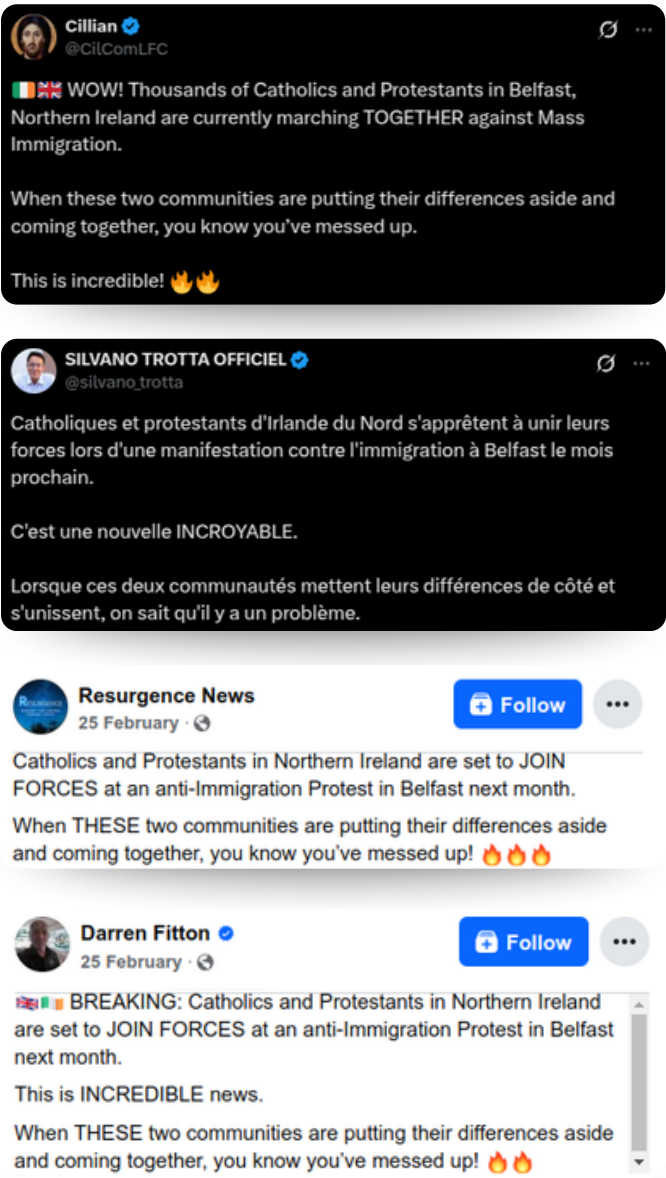 Cillian
@CilComLFC
🇮🇪🇬🇧 WOW! Thousands of Catholics and Protestants in Belfast,
Northern Ireland are currently marching TOGETHER against Mass
Immigration.
When these two communities are putting their differences aside and
coming together, you know you've messed up.
This is incredible! 🔥🔥
SILVANO TROTTA OFFICIEL
@silvano_trotta
Catholiques et protestants d'Irlande du Nord s'apprêtent à unir leurs
forces lors d'une manifestation contre l'immigration à Belfast le mois
prochain.
C'est une nouvelle INCROYABLE.
Lorsque ces deux communautés mettent leurs différences de côté et
s'unissent, on sait qu'il y a un problème.
Resurgence News
25 February ·
Follow
Catholics and Protestants in Northern Ireland are set to JOIN
FORCES at an anti-Immigration Protest in Belfast next month.
When THESE two communities are putting their differences aside
and coming together, you know you've messed up! 🔥🔥🔥
Darren Fitton
25 February ·
Follow
🇬🇧🇮🇪 BREAKING: Catholics and Protestants in Northern Ireland
are set to JOIN FORCES at an anti-Immigration Protest in Belfast
next month.
This is INCREDIBLE news.
When THESE two communities are putting their differences aside
and coming together, you know you've messed up! 🔥🔥